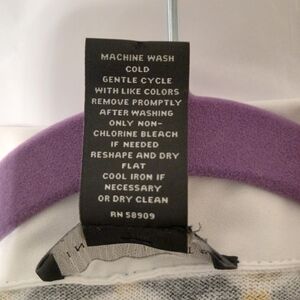 MACHINE WASH
COLD
GENTLE CYCLE
WITH LIKE COLORS
REMOVE PROMPTLY
AFTER WASHING
ONLY NON-
CHLORINE BLEACH
IF NEEDED
RESHAPE AND DRY
FLAT
COOL IRON IF
NECESSARY
OR DRY CLEAN
RN 58909